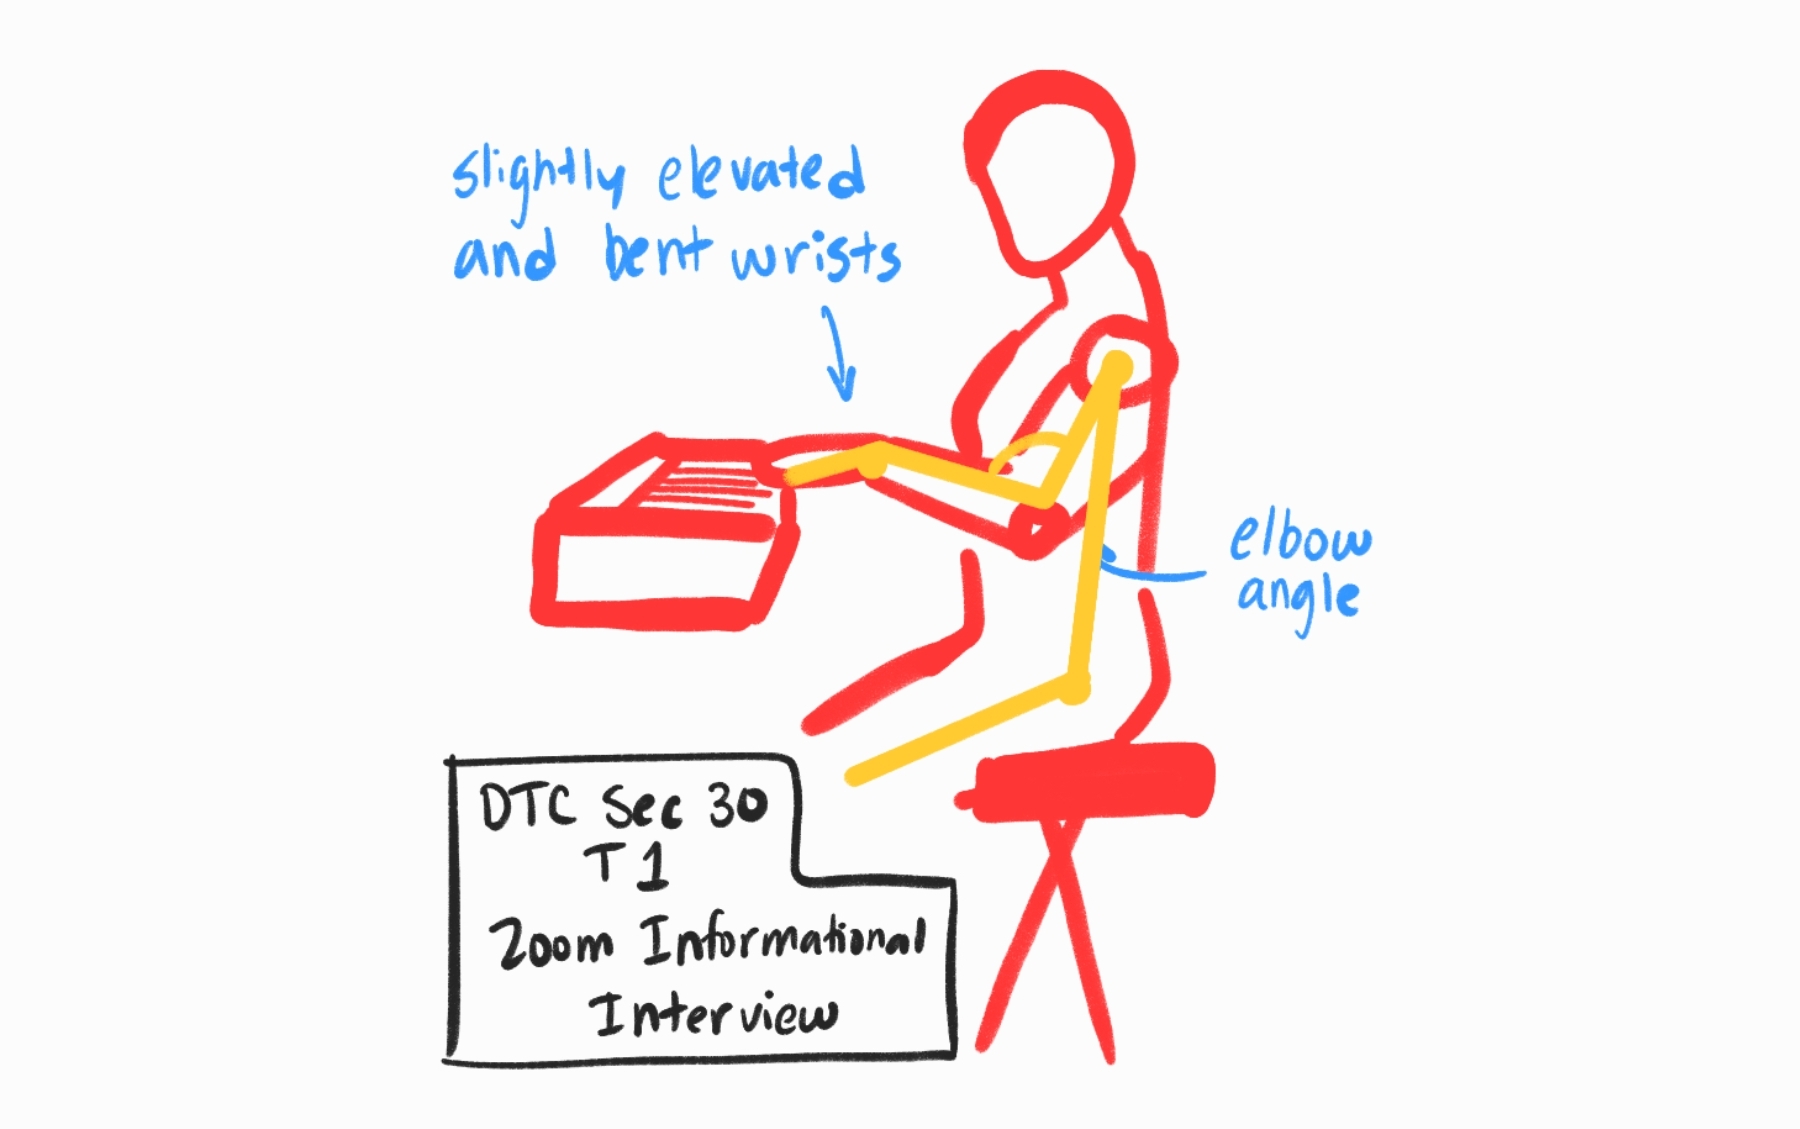 slightly elevated
and bent wrists
elbow
angle
DTC Sec 30
T1
Zoom Informational
Interview